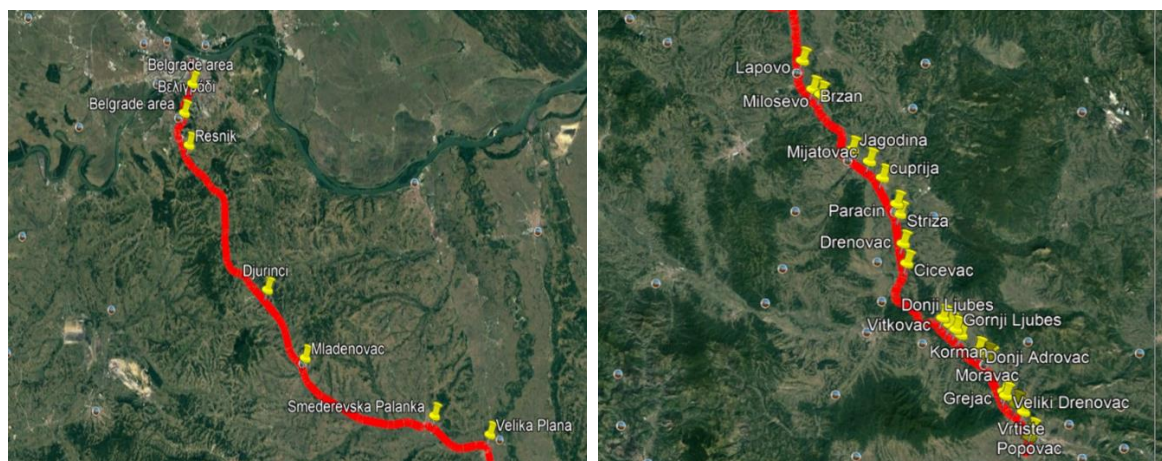 Belgrade area
Βελιγράδι
Belgrade area
Resnik
Djurinci
Mladenovac
Smederevska Palanka
Velika Plana
Lapovo
Milosevo
Brzan
Jagodina
Mijatovac
cuprija
Paracin
Striza
Drenovac
Cicevac
Donji Ljubes
Gornji Ljubes
Vitkovac
Korman
Donji Adrovac
Moravac
Grejac
Veliki Drenovac
Vrtiste
Popovac